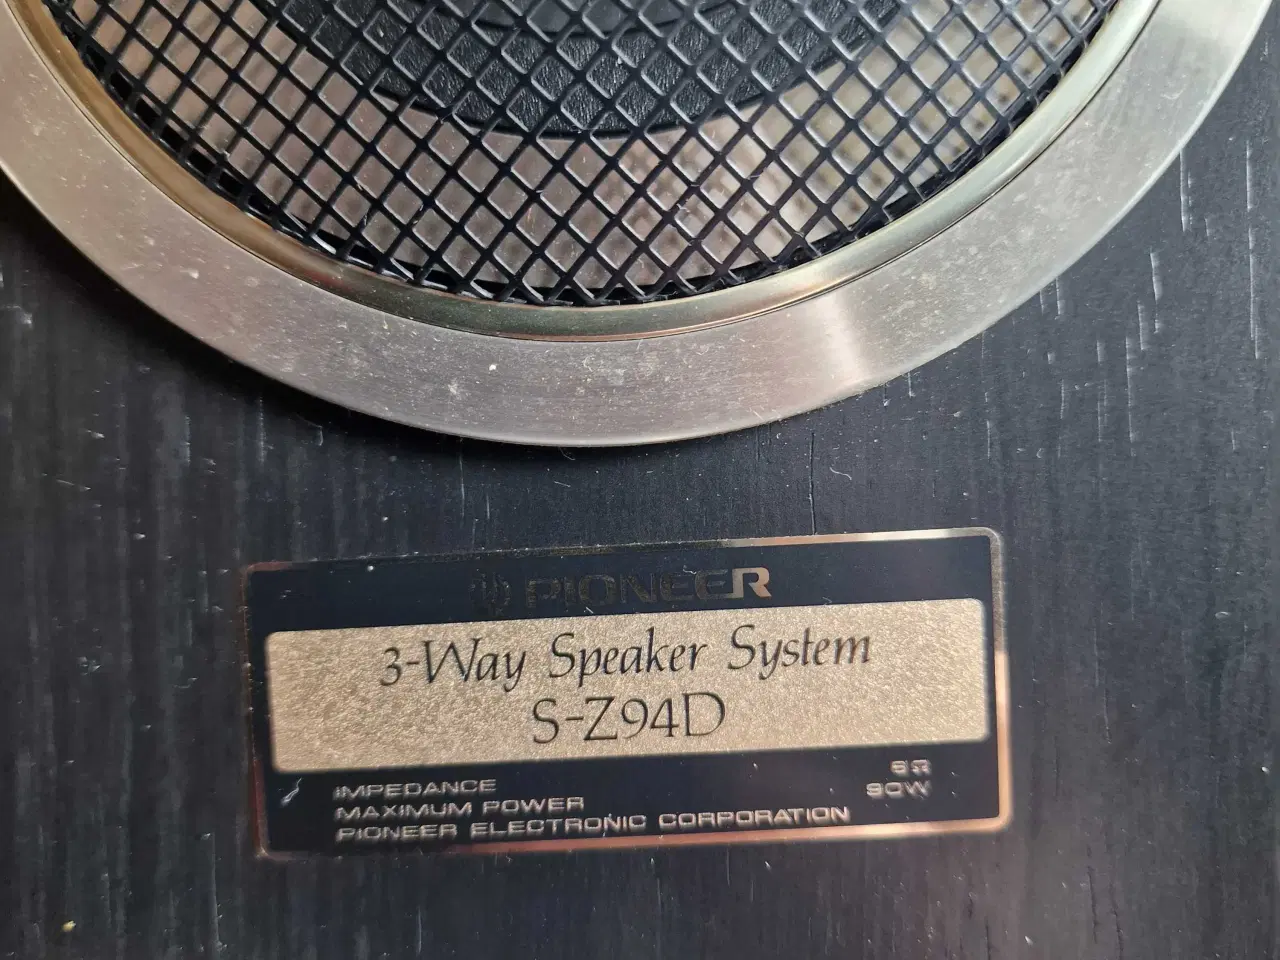 PIONEER
3-Way Speaker System
S-Z94D
IMPEDANCE 6Ω
MAXIMUM POWER 90W
PIONEER ELECTRONIC CORPORATION